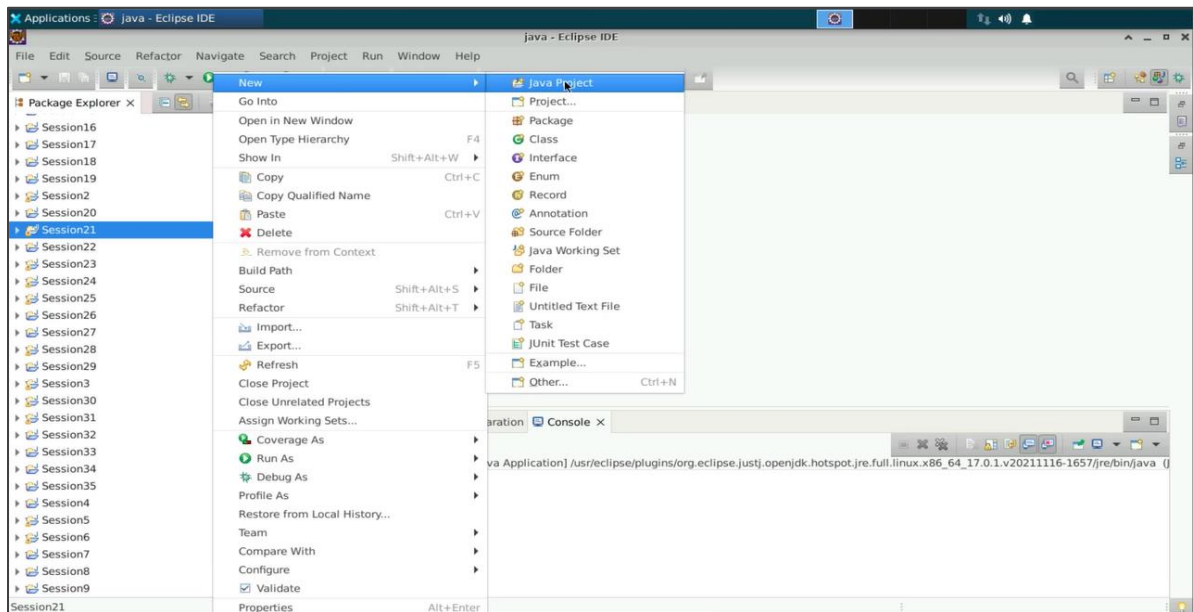 Applications : java - Eclipse IDE
java - Eclipse IDE
File Edit Source Refactor Navigate Search Project Run Window Help
Package Explorer
Session16
Session17
Session18
Session19
Session2
Session20
Session21
Session22
Session23
Session24
Session25
Session26
Session27
Session28
Session29
Session3
Session30
Session31
Session32
Session33
Session34
Session35
Session4
Session5
Session6
Session7
Session8
Session9
New
Go Into
Open in New Window
Open Type Hierarchy F4
Show In Shift+Alt+W
Copy Ctrl+C
Copy Qualified Name
Paste Ctrl+V
Delete
Remove from Context
Build Path
Source Shift+Alt+S
Refactor Shift+Alt+T
Import...
Export...
Refresh F5
Close Project
Close Unrelated Projects
Assign Working Sets...
Coverage As
Run As
Debug As
Profile As
Restore from Local History...
Team
Compare With
Configure
Validate
Properties Alt+Enter
Java Project
Project...
Package
Class
Interface
Enum
Record
Annotation
Source Folder
Java Working Set
Folder
File
Untitled Text File
Task
JUnit Test Case
Example...
Other... Ctrl+N
aration Console
va Application] /usr/eclipse/plugins/org.eclipse.justj.openjdk.hotspot.jre.full.linux.x86_64_17.0.1.v20211116-1657/jre/bin/java (J
Session21